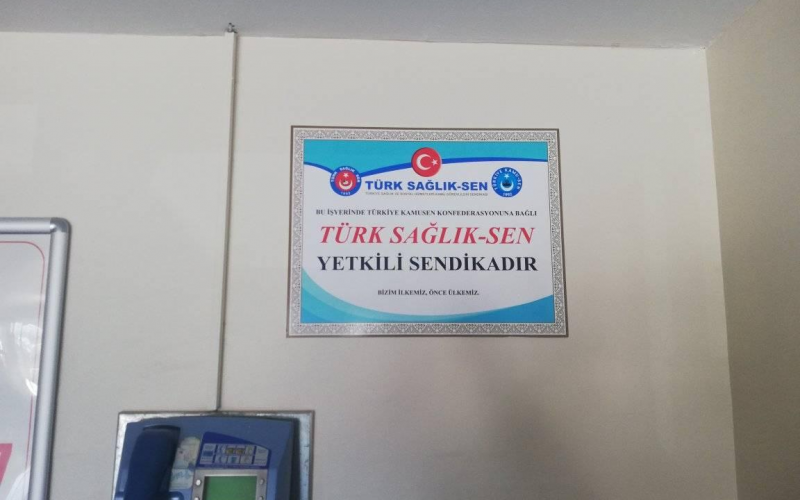 TÜRK SAĞLIK-SEN
BU İŞYERİNDE TÜRKİYE KAMUSEN KONFEDERASYONUNA BAĞLI
TÜRK SAĞLIK-SEN
YETKİLİ SENDİKADIR
BİZİM İLKEMİZ, ÖNCE ÜLKEMİZ.